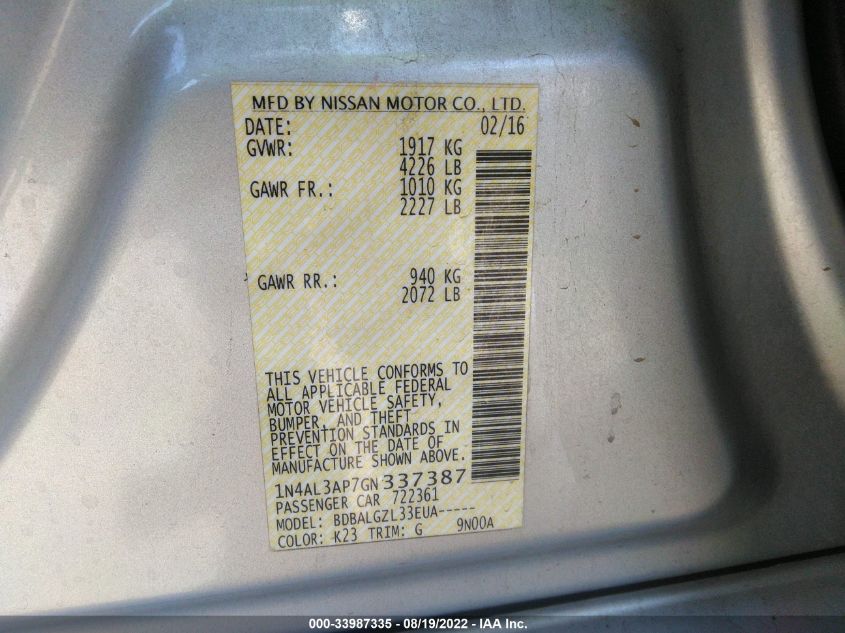 MFD BY NISSAN MOTOR CO., LTD.
DATE: 02/16
GVWR: 1917 KG
4226 LB
GAWR FR.: 1010 KG
2227 LB
GAWR RR.: 940 KG
2072 LB
THIS VEHICLE CONFORMS TO
ALL APPLICABLE FEDERAL
MOTOR VEHICLE SAFETY,
BUMPER, AND THEFT
PREVENTION STANDARDS IN
EFFECT ON THE DATE OF
MANUFACTURE SHOWN ABOVE.
1N4AL3AP7GN337387
PASSENGER CAR 722361
MODEL: BDBALGZL33EUA-----
COLOR: K23 TRIM: G 9N00A
000-33987335 - 08/19/2022 - IAA Inc.